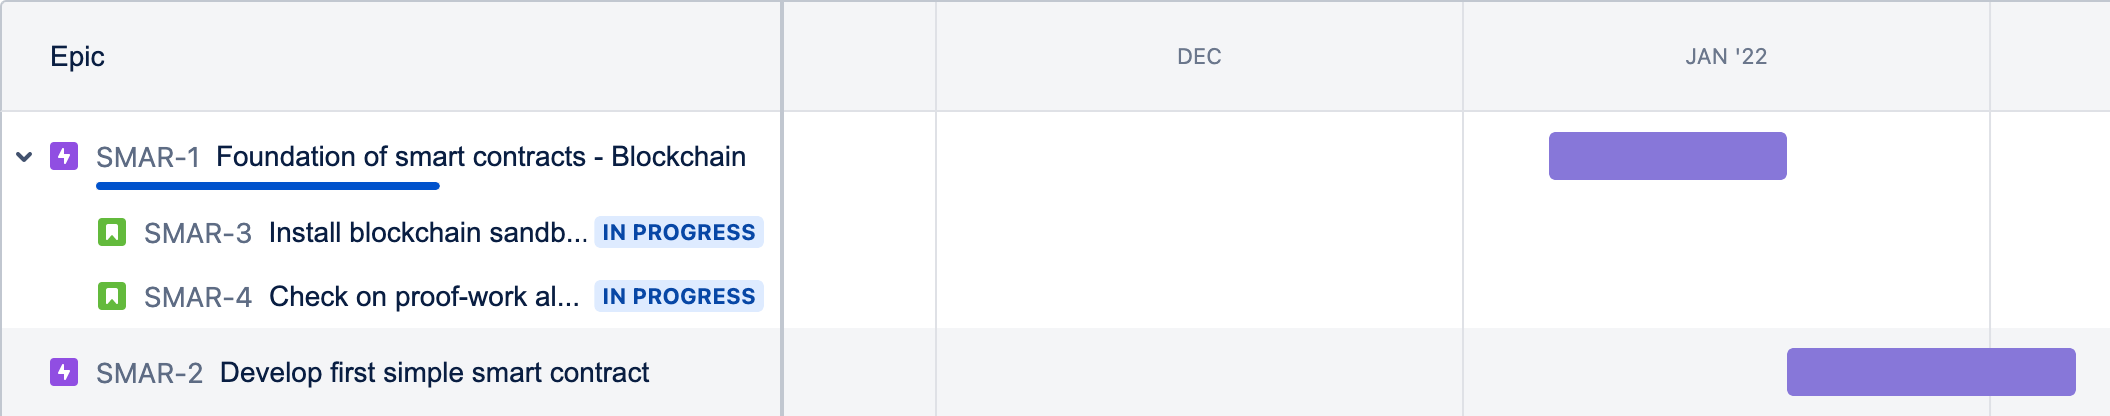 Epic DEC JAN '22
SMAR-1 Foundation of smart contracts - Blockchain
SMAR-3 Install blockchain sandb... IN PROGRESS
SMAR-4 Check on proof-work al... IN PROGRESS
SMAR-2 Develop first simple smart contract